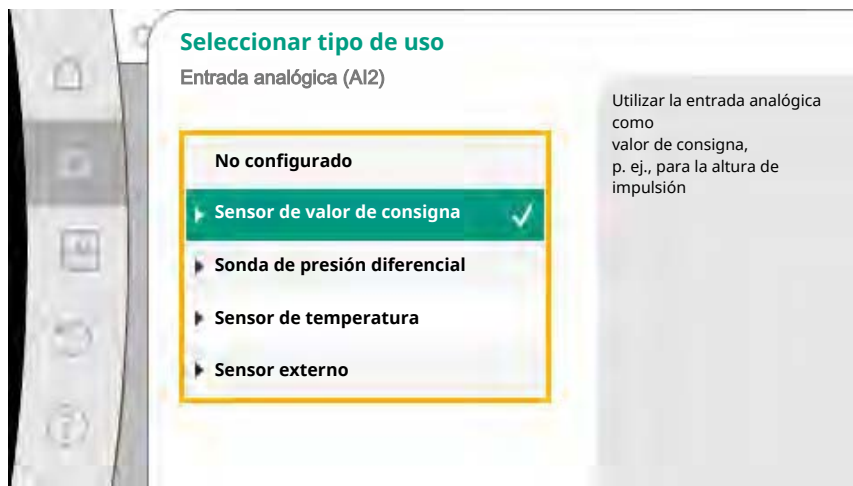 Seleccionar tipo de uso
Entrada analógica (AI2)
No configurado
Sensor de valor de consigna
Sonda de presión diferencial
Sensor de temperatura
Sensor externo
Utilizar la entrada analógica
como
valor de consigna,
p. ej., para la altura de
impulsión